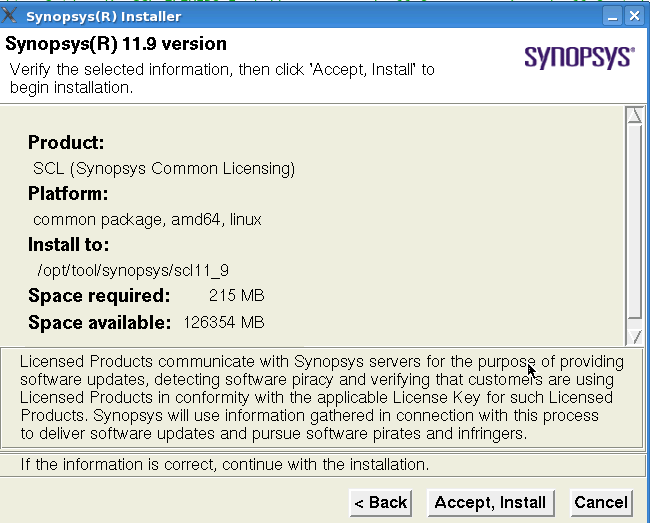 Synopsys(R) Installer
Synopsys(R) 11.9 version
Verify the selected information, then click 'Accept, Install' to
begin installation.
SYNOPSYS®
Product:
SCL (Synopsys Common Licensing)
Platform:
common package, amd64, linux
Install to:
/opt/tool/synopsys/scl11_9
Space required: 215 MB
Space available: 126354 MB
Licensed Products communicate with Synopsys servers for the purpose of providing
software updates, detecting software piracy and verifying that customers are using
Licensed Products in conformity with the applicable License Key for such Licensed
Products. Synopsys will use information gathered in connection with this process
to deliver software updates and pursue software pirates and infringers.
If the information is correct, continue with the installation.
< Back Accept, Install Cancel